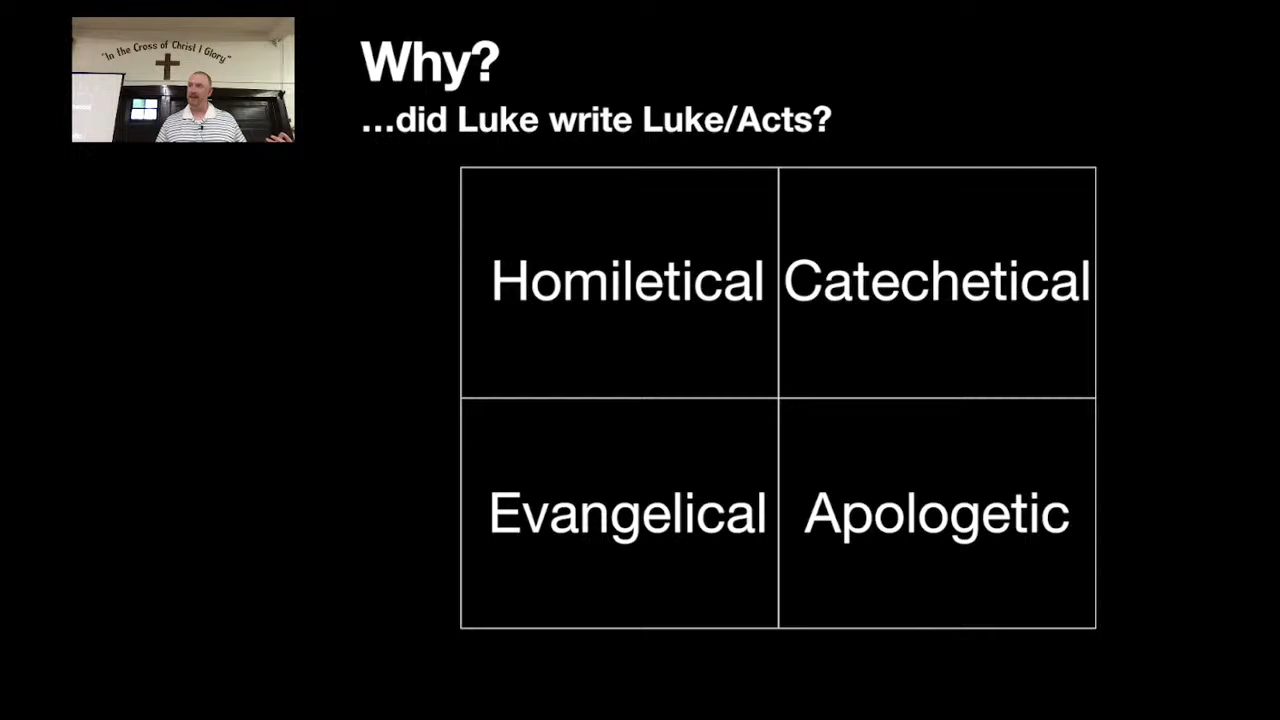 "In the Cross of Christ I Glory"
Why?
...did Luke write Luke/Acts?
Homiletical
Catechetical
Evangelical
Apologetic